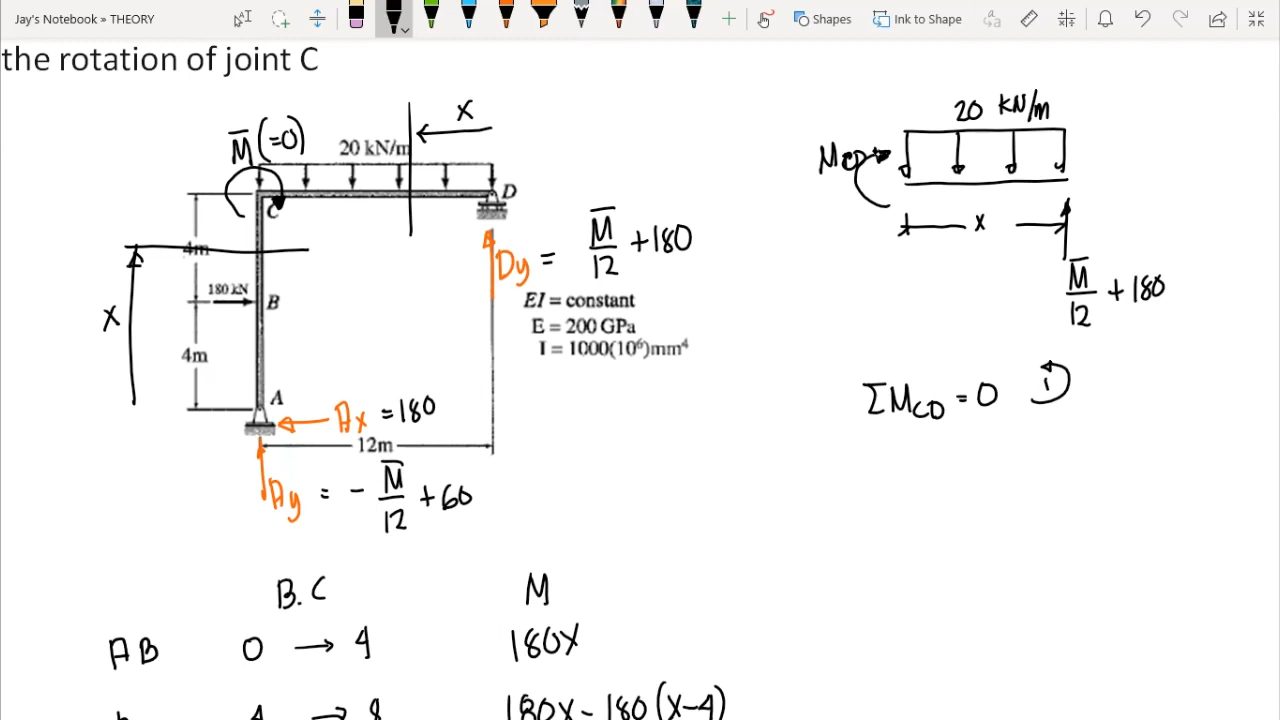 Jay's Notebook » THEORY
Shapes
Ink to Shape
the rotation of joint C
M̅ (=0)
X
20 kN/m
C
D
4m
Dy = M̅/12 +180
180 kN
B
X
EI = constant
E = 200 GPa
I = 1000(10⁶)mm⁴
4m
A
Ax =180
12m
Ay = - M̅/12 +60
20 KN/m
MCD
x
M̅/12 +180
ΣMCD =0
B.C M
AB 0 → 4 180X
4 → 8 180X - 180(X-4)